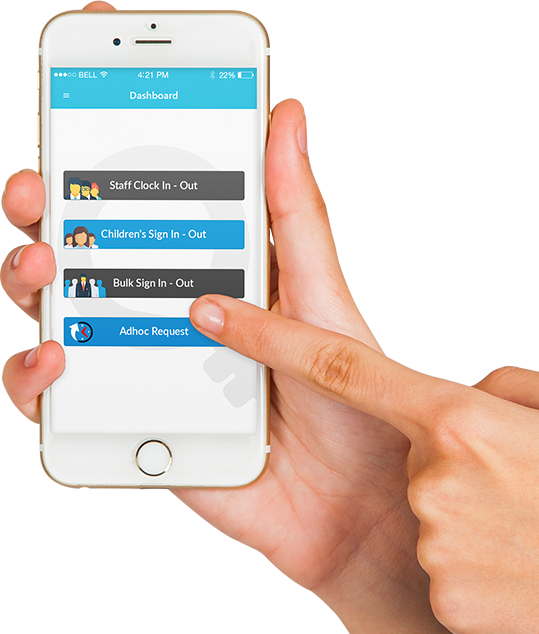 BELL 4:21 PM 22%
Dashboard
Staff Clock In - Out
Children's Sign In - Out
Bulk Sign In - Out
Adhoc Request